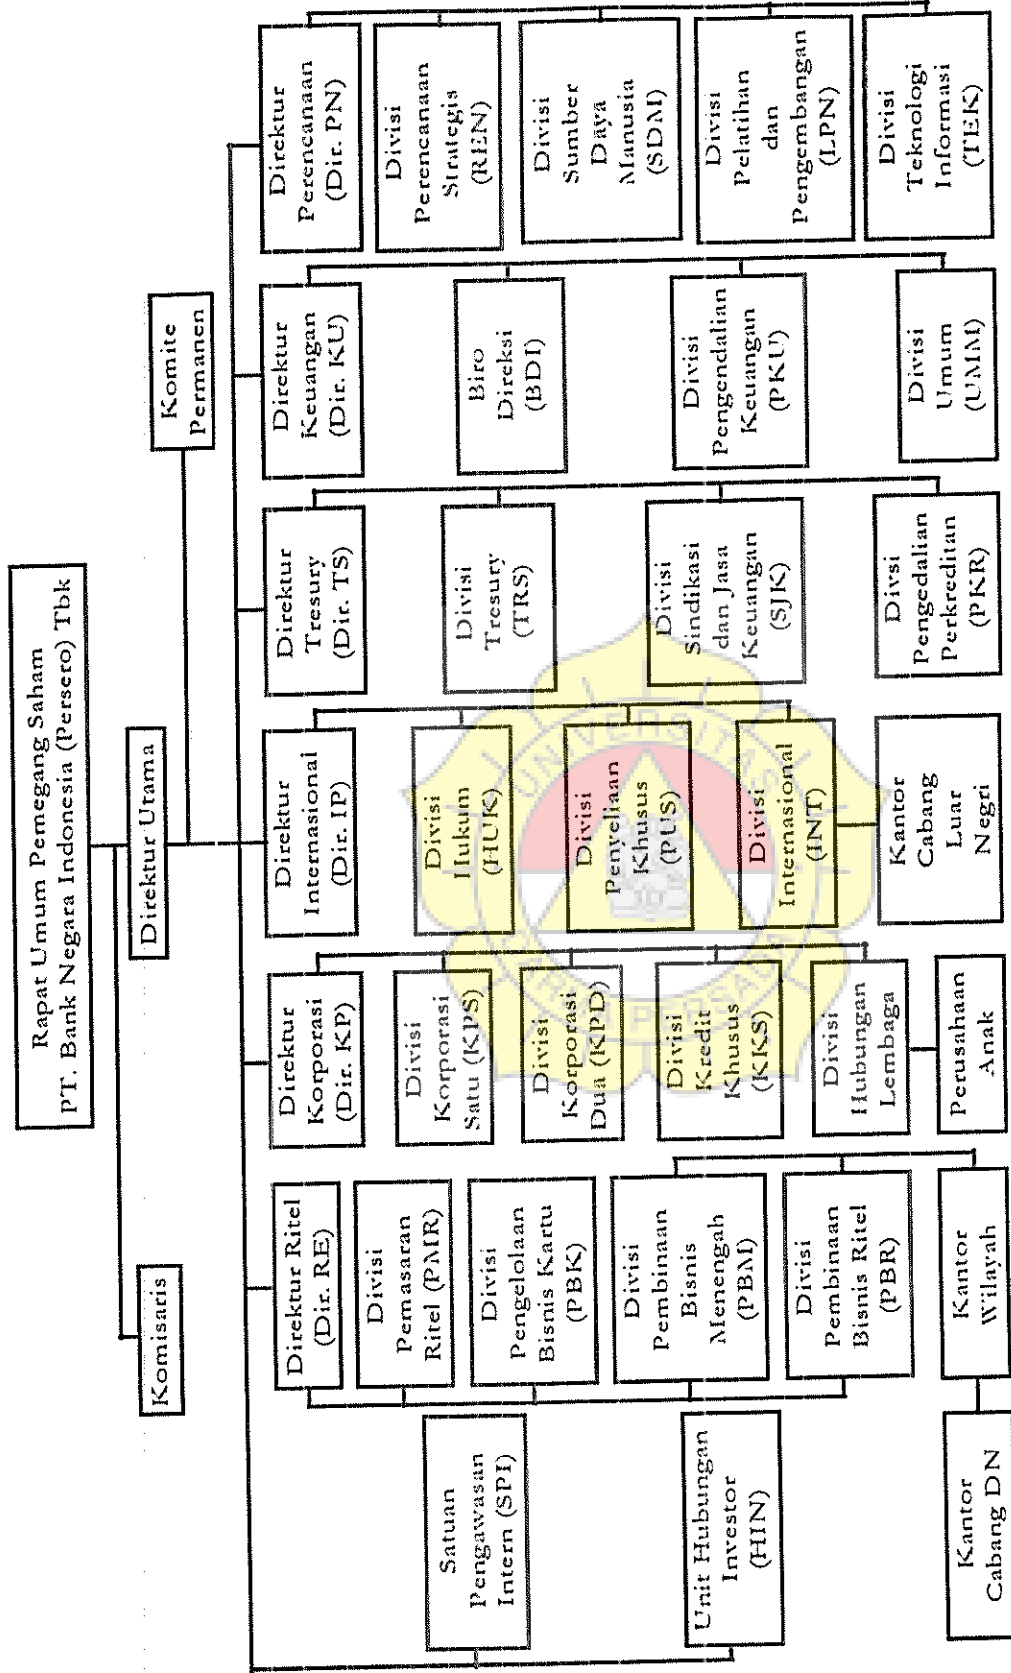 Rapat Umum Pemegang Saham
PT. Bank Negara Indonesia (Persero) Tbk
Komisaris
Direktur Utama
Komite
Permanen
Satuan
Pengawasan
Intern (SPI)
Unit Hubungan
Investor
(HIN)
Kantor
Cabang DN
Direktur Ritel
(Dir. RE)
Divisi
Pemasaran
Ritel (PMR)
Divisi
Pengelolaan
Bisnis Kartu
(PBK)
Divisi
Pembinaan
Bisnis
Menengah
(PBM)
Divisi
Pembinaan
Bisnis Ritel
(PBR)
Kantor
Wilayah
Direktur
Korporasi
(Dir. KP)
Divisi
Korporasi
Satu (KPS)
Divisi
Korporasi
Dua (KPD)
Divisi
Kredit
Khusus
(KKS)
Divisi
Hubungan
Lembaga
Perusahaan
Anak
Direktur
Internasional
(Dir. IP)
Divisi
Hukum
(HUK)
Divisi
Penyeliaan
Khusus
(PUS)
Divisi
Internasional
(INT)
Kantor
Cabang
Luar
Negri
Direktur
Tresury
(Dir. TS)
Divisi
Tresury
(TRS)
Divisi
Sindikasi
dan Jasa
Keuangan
(SJK)
Divsi
Pengedalian
Perkreditan
(PKR)
Direktur
Keuangan
(Dir. KU)
Biro
Direksi
(BDI)
Divisi
Pengendalian
Keuangan
(PKU)
Divisi
Umum
(UMM)
Direktur
Perencanaan
(Dir. PN)
Divisi
Perencanaan
Strategis
(REN)
Divisi
Sumber
Daya
Manusia
(SDM)
Divisi
Pelatihan
dan
Pengembangan
(LPN)
Divisi
Teknologi
Informasi
(TEK)
UNIVERSITAS
DARMA PERSADA